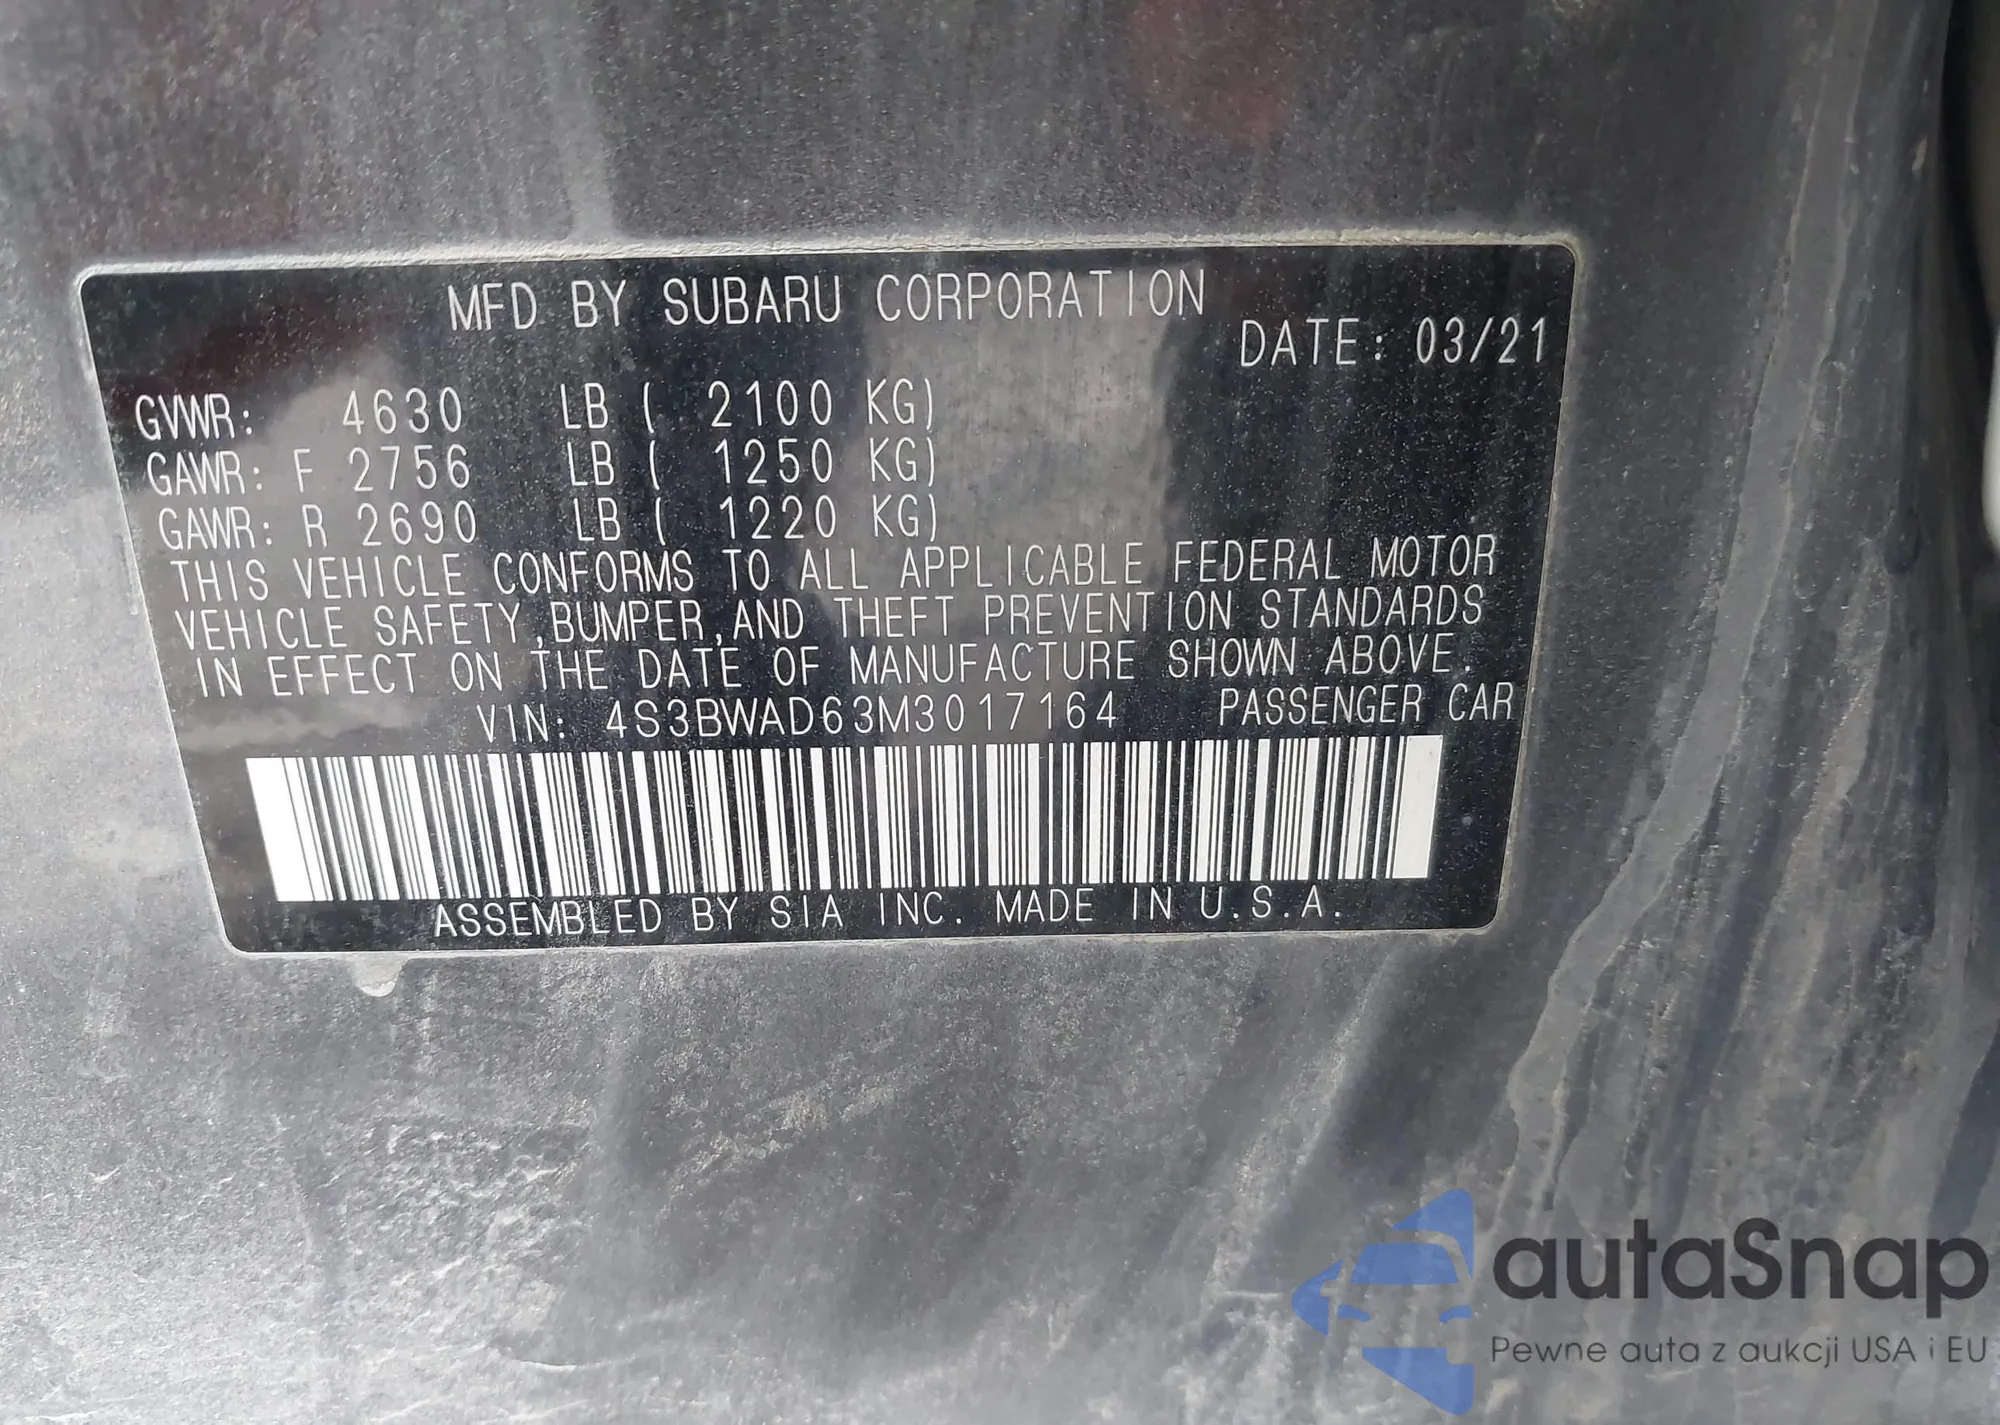 MFD BY SUBARU CORPORATION
DATE: 03/21
GVWR: 4630 LB ( 2100 KG)
GAWR: F 2756 LB ( 1250 KG)
GAWR: R 2690 LB ( 1220 KG)
THIS VEHICLE CONFORMS TO ALL APPLICABLE FEDERAL MOTOR
VEHICLE SAFETY,BUMPER,AND THEFT PREVENTION STANDARDS
IN EFFECT ON THE DATE OF MANUFACTURE SHOWN ABOVE.
VIN: 4S3BWAD63M3017164 PASSENGER CAR
ASSEMBLED BY SIA INC. MADE IN U.S.A.
autaSnap
Pewne auta z aukcji USA i EU